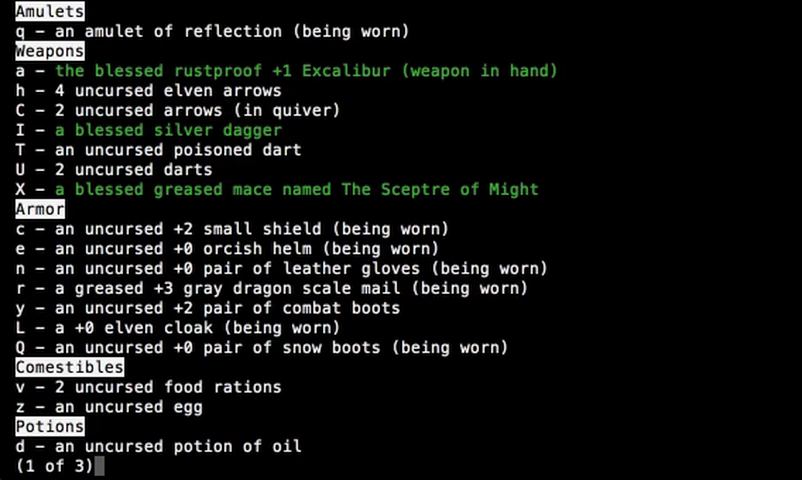 Amulets
q - an amulet of reflection (being worn)
Weapons
a - the blessed rustproof +1 Excalibur (weapon in hand)
h - 4 uncursed elven arrows
C - 2 uncursed arrows (in quiver)
I - a blessed silver dagger
T - an uncursed poisoned dart
U - 2 uncursed darts
X - a blessed greased mace named The Sceptre of Might
Armor
c - an uncursed +2 small shield (being worn)
e - an uncursed +0 orcish helm (being worn)
n - an uncursed +0 pair of leather gloves (being worn)
r - a greased +3 gray dragon scale mail (being worn)
y - an uncursed +2 pair of combat boots
L - a +0 elven cloak (being worn)
Q - an uncursed +0 pair of snow boots (being worn)
Comestibles
v - 2 uncursed food rations
z - an uncursed egg
Potions
d - an uncursed potion of oil
(1 of 3)